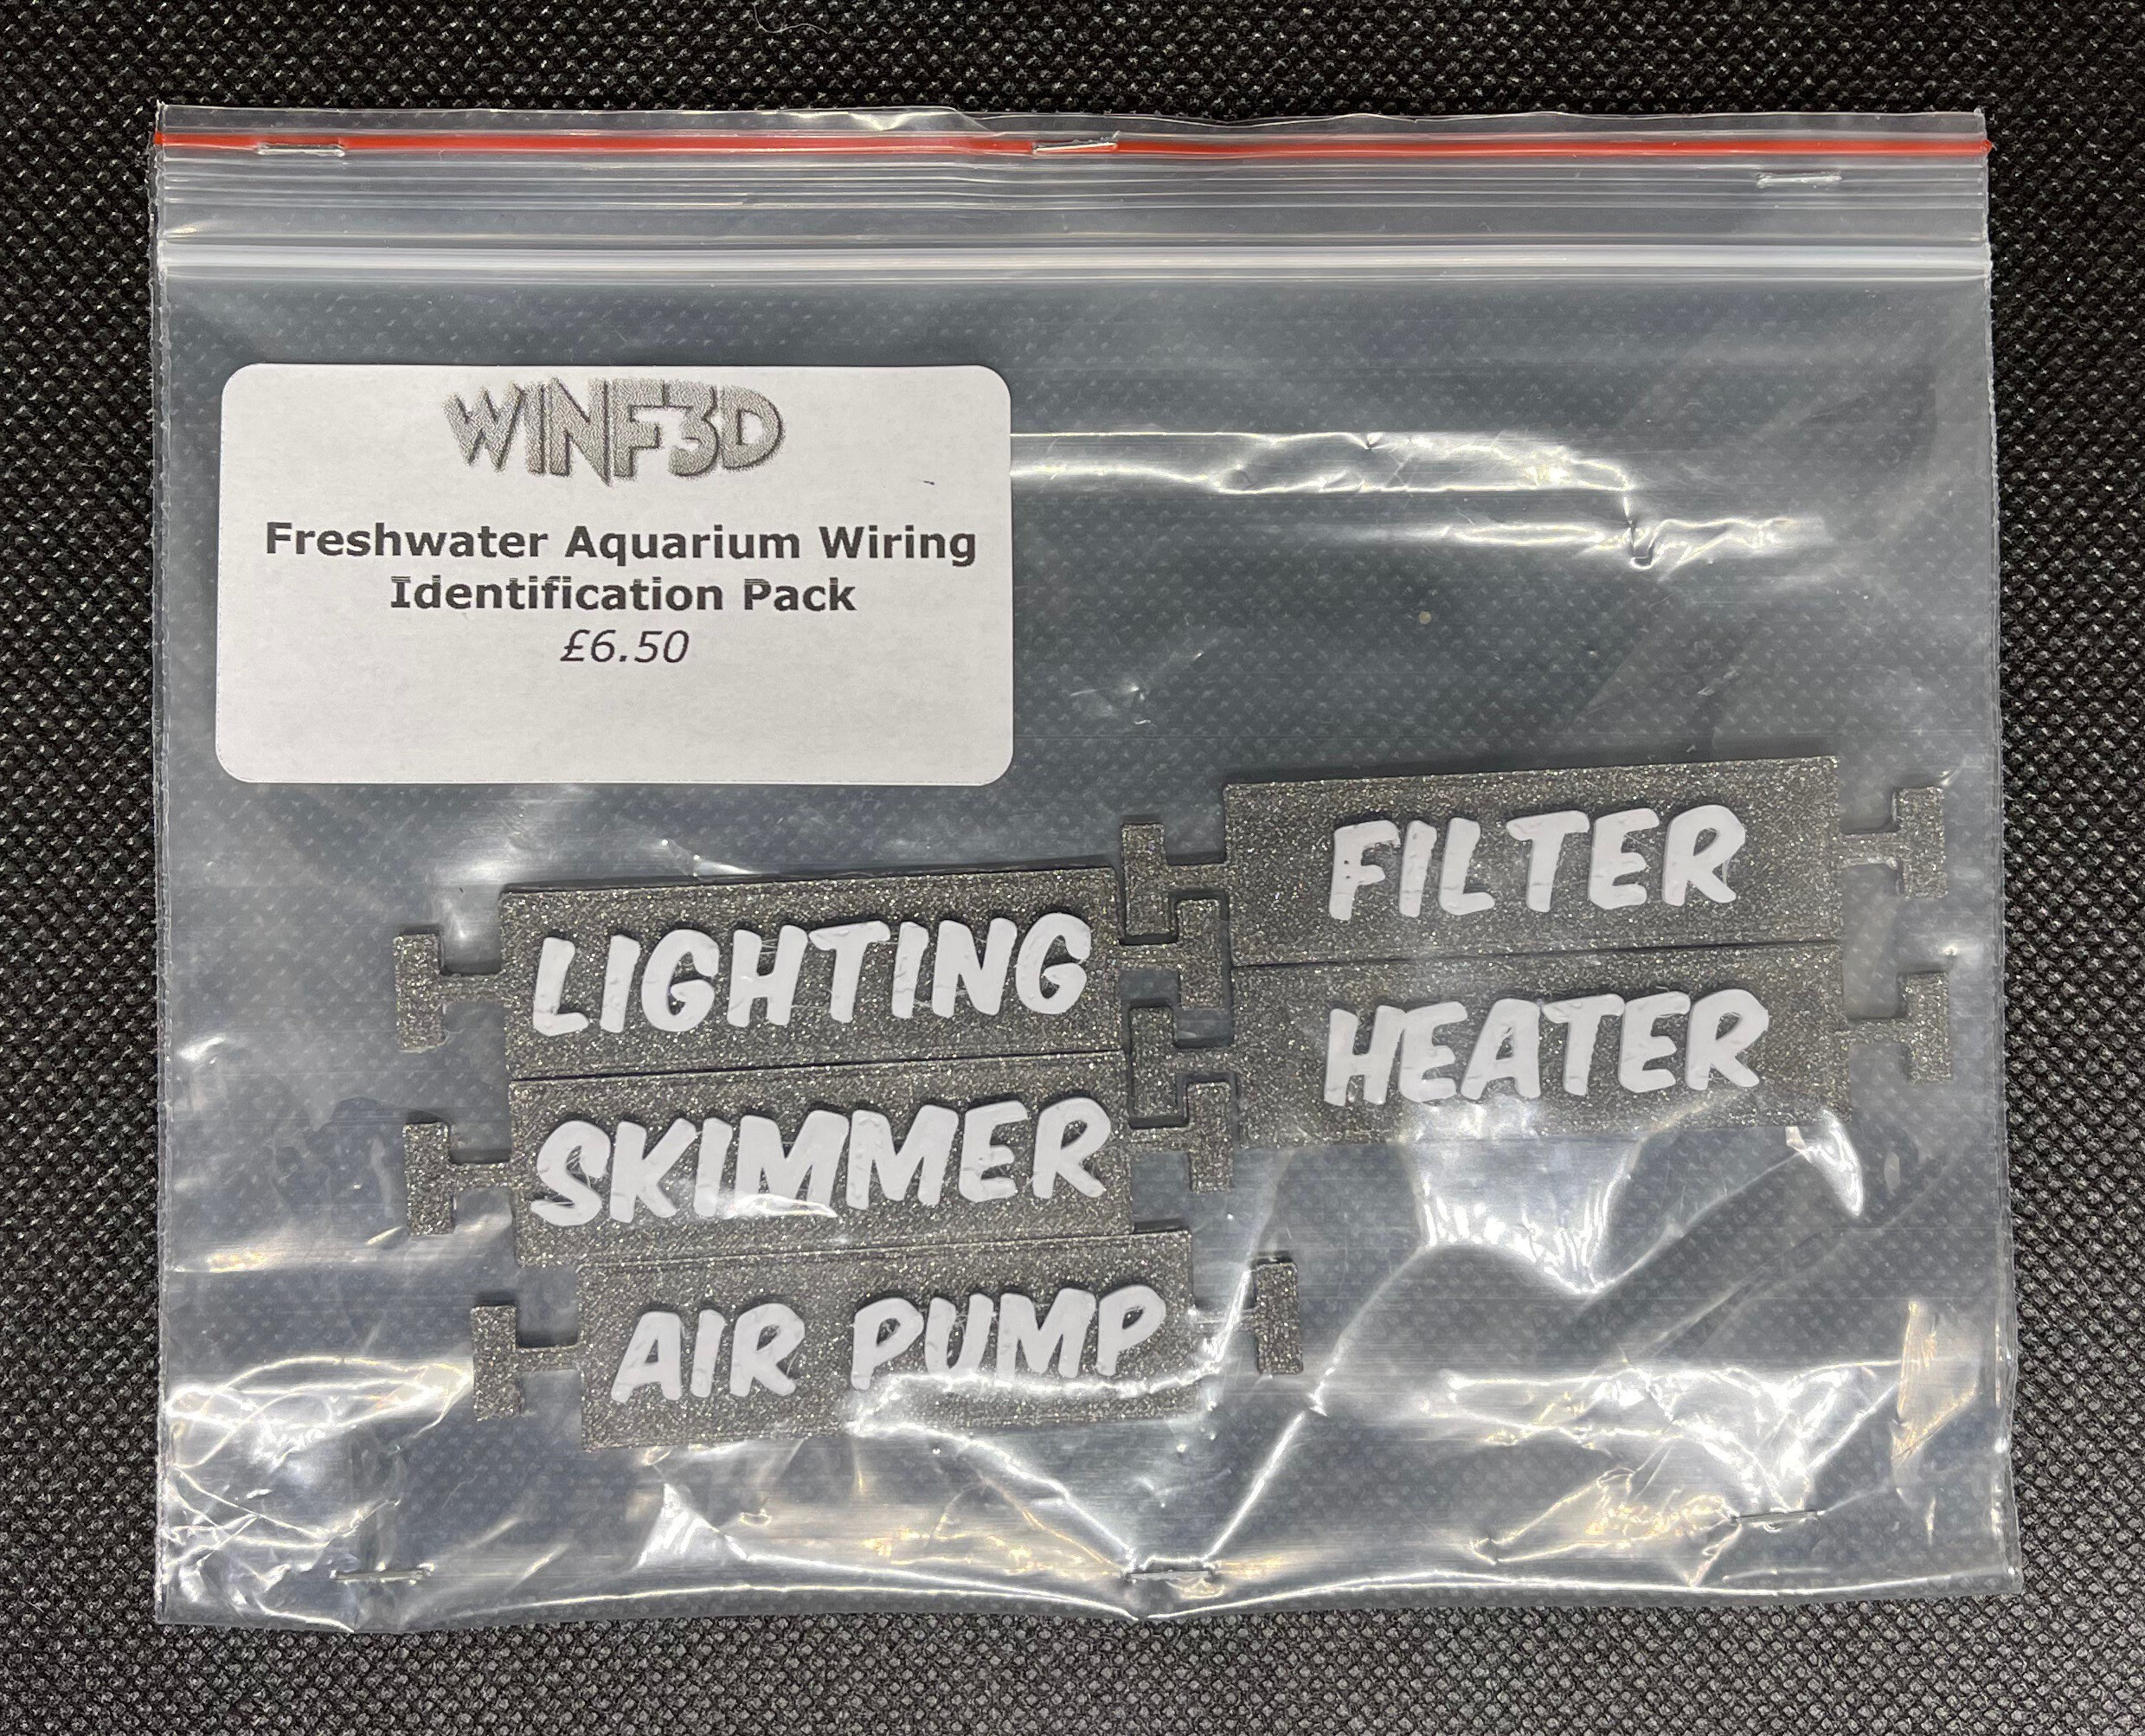 WINF3D
Freshwater Aquarium Wiring
Identification Pack
£6.50
FILTER
LIGHTING
HEATER
SKIMMER
AIR PUMP